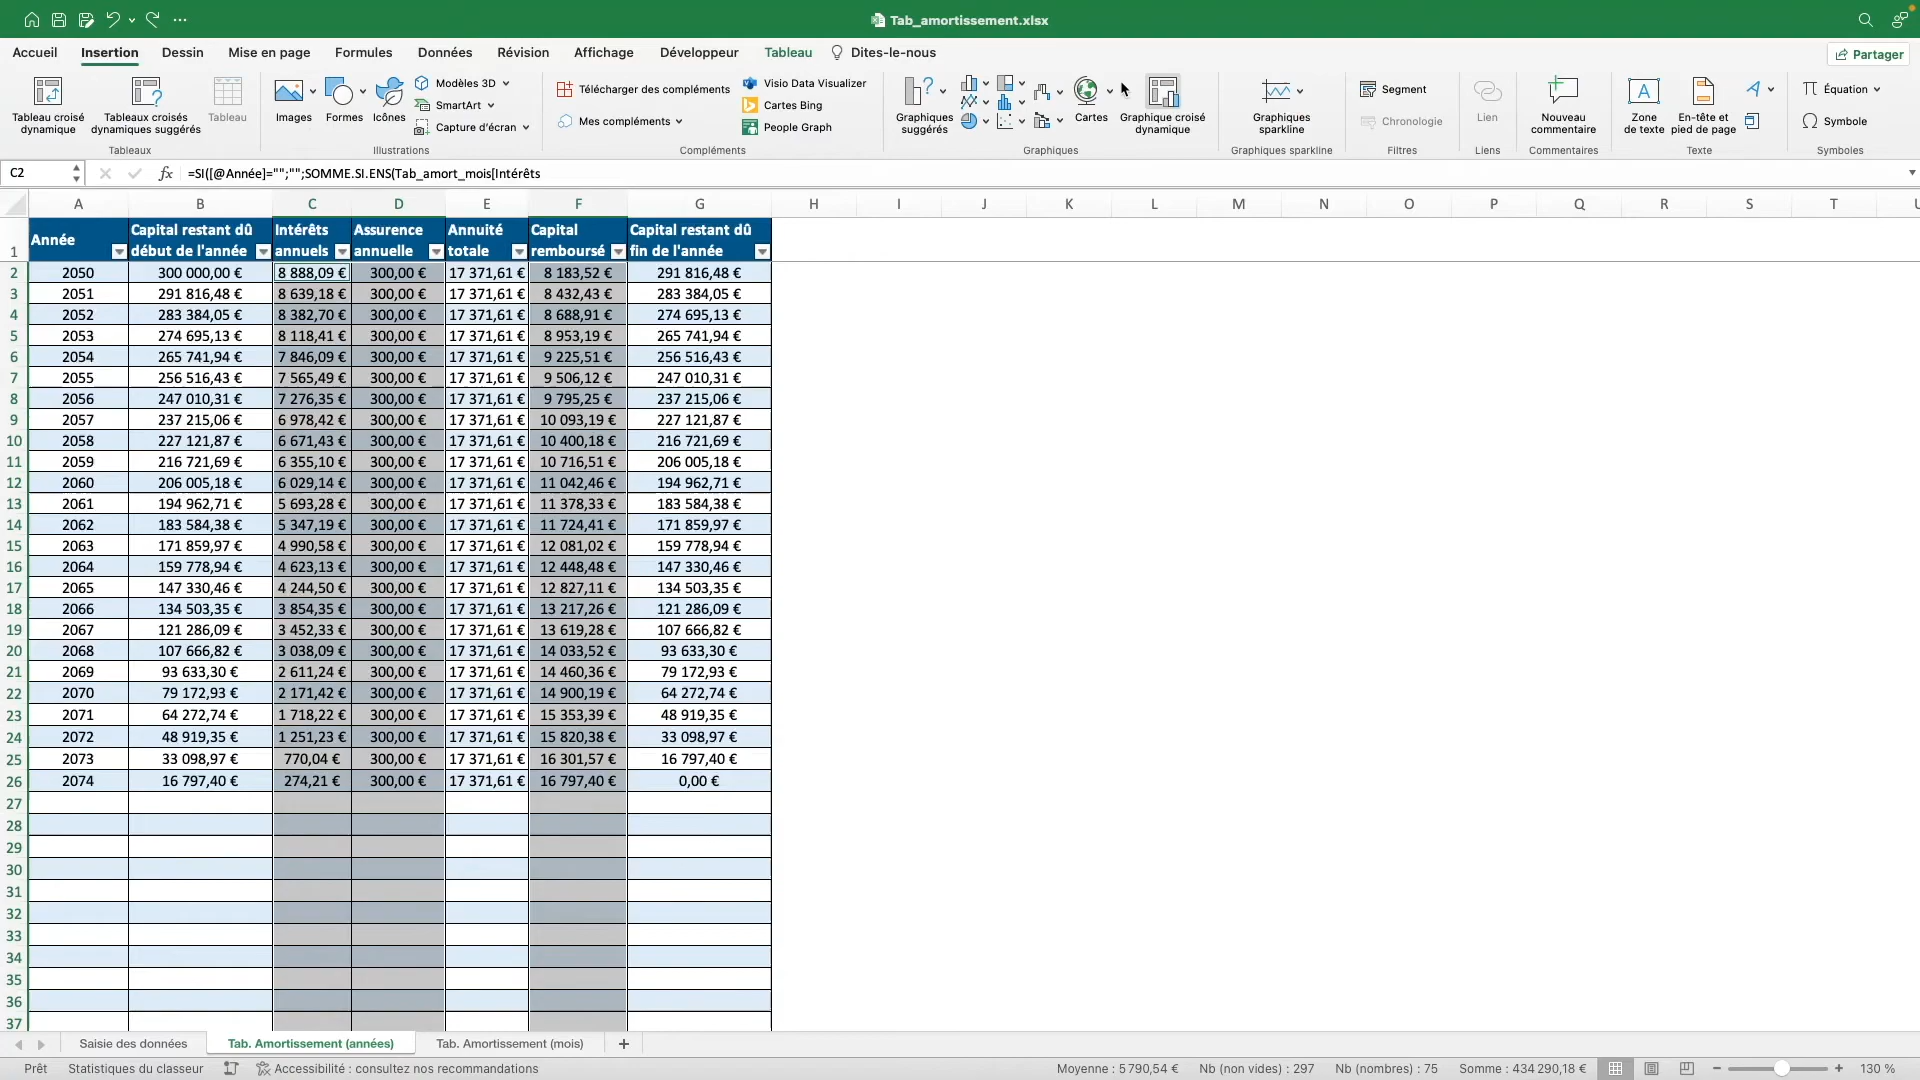 Tab_amortissement.xlsx
Accueil Insertion Dessin Mise en page Formules Données Révision Affichage Développeur Tableau Dites-le-nous Partager
Tableau croisé dynamique
Tableaux croisés dynamiques suggérés
Tableau
Tableaux
Images
Formes
Icônes
Modèles 3D
SmartArt
Capture d'écran
Illustrations
Télécharger des compléments
Mes compléments
Visio Data Visualizer
Cartes Bing
People Graph
Compléments
Graphiques suggérés
Cartes
Graphique croisé dynamique
Graphiques
Graphiques sparkline
Graphiques sparkline
Segment
Chronologie
Filtres
Lien
Liens
Nouveau commentaire
Commentaires
Zone de texte
En-tête et pied de page
Texte
Équation
Symbole
Symboles
C2 fx =SI([@Année]="";"";SOMME.SI.ENS(Tab_amort_mois[Intérêts
A B C D E F G H I J K L M N O P Q R S T U
1 Année Capital restant dû début de l'année Intérêts annuels Assurance annuelle Annuité totale Capital remboursé Capital restant dû fin de l'année
2 2050 300 000,00 € 8 888,09 € 300,00 € 17 371,61 € 8 183,52 € 291 816,48 €
3 2051 291 816,48 € 8 639,18 € 300,00 € 17 371,61 € 8 432,43 € 283 384,05 €
4 2052 283 384,05 € 8 382,70 € 300,00 € 17 371,61 € 8 688,91 € 274 695,13 €
5 2053 274 695,13 € 8 118,41 € 300,00 € 17 371,61 € 8 953,19 € 265 741,94 €
6 2054 265 741,94 € 7 846,09 € 300,00 € 17 371,61 € 9 225,51 € 256 516,43 €
7 2055 256 516,43 € 7 565,49 € 300,00 € 17 371,61 € 9 506,12 € 247 010,31 €
8 2056 247 010,31 € 7 276,35 € 300,00 € 17 371,61 € 9 795,25 € 237 215,06 €
9 2057 237 215,06 € 6 978,42 € 300,00 € 17 371,61 € 10 093,19 € 227 121,87 €
10 2058 227 121,87 € 6 671,43 € 300,00 € 17 371,61 € 10 400,18 € 216 721,69 €
11 2059 216 721,69 € 6 355,10 € 300,00 € 17 371,61 € 10 716,51 € 206 005,18 €
12 2060 206 005,18 € 6 029,14 € 300,00 € 17 371,61 € 11 042,46 € 194 962,71 €
13 2061 194 962,71 € 5 693,28 € 300,00 € 17 371,61 € 11 378,33 € 183 584,38 €
14 2062 183 584,38 € 5 347,19 € 300,00 € 17 371,61 € 11 724,41 € 171 859,97 €
15 2063 171 859,97 € 4 990,58 € 300,00 € 17 371,61 € 12 081,02 € 159 778,94 €
16 2064 159 778,94 € 4 623,13 € 300,00 € 17 371,61 € 12 448,48 € 147 330,46 €
17 2065 147 330,46 € 4 244,50 € 300,00 € 17 371,61 € 12 827,11 € 134 503,35 €
18 2066 134 503,35 € 3 854,35 € 300,00 € 17 371,61 € 13 217,26 € 121 286,09 €
19 2067 121 286,09 € 3 452,33 € 300,00 € 17 371,61 € 13 619,28 € 107 666,82 €
20 2068 107 666,82 € 3 038,09 € 300,00 € 17 371,61 € 14 033,52 € 93 633,30 €
21 2069 93 633,30 € 2 611,24 € 300,00 € 17 371,61 € 14 460,36 € 79 172,93 €
22 2070 79 172,93 € 2 171,42 € 300,00 € 17 371,61 € 14 900,19 € 64 272,74 €
23 2071 64 272,74 € 1 718,22 € 300,00 € 17 371,61 € 15 353,39 € 48 919,35 €
24 2072 48 919,35 € 1 251,23 € 300,00 € 17 371,61 € 15 820,38 € 33 098,97 €
25 2073 33 098,97 € 770,04 € 300,00 € 17 371,61 € 16 301,57 € 16 797,40 €
26 2074 16 797,40 € 274,21 € 300,00 € 17 371,61 € 16 797,40 € 0,00 €
27
28
29
30
31
32
33
34
35
36
37
Saisie des données Tab. Amortissement (années) Tab. Amortissement (mois) +
Prêt Statistiques du classeur Accessibilité : consultez nos recommandations Moyenne : 5 790,54 € Nb (non vides) : 297 Nb (nombres) : 75 Somme : 434 290,18 € 130 %